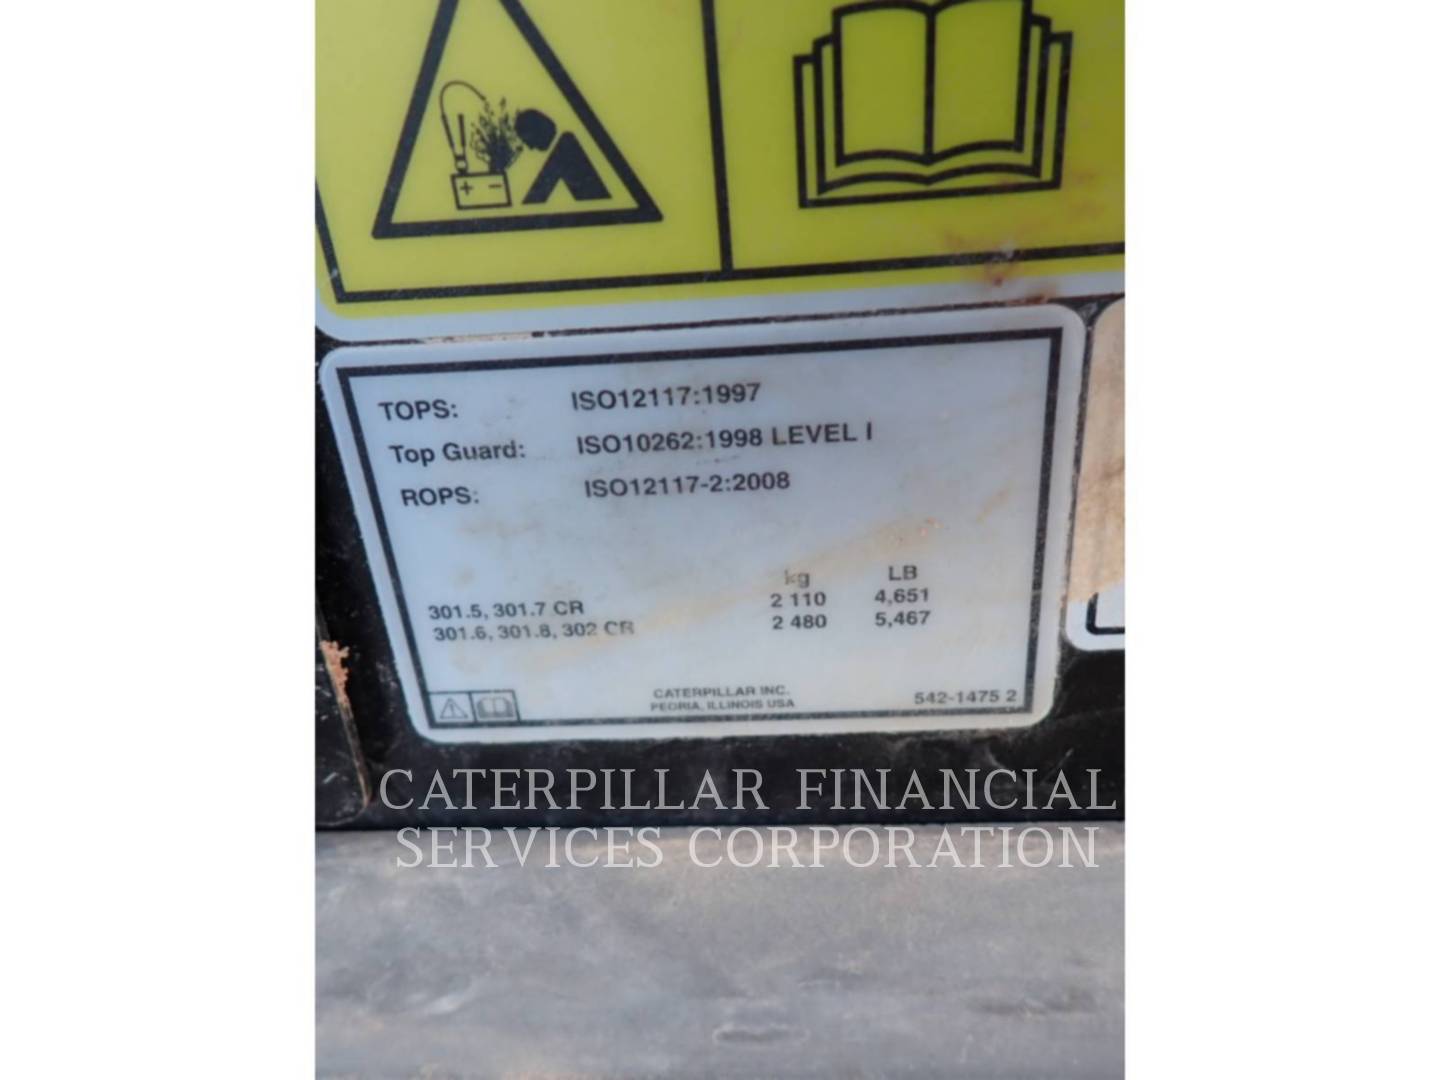 TOPS: ISO12117:1997
Top Guard: ISO10262:1998 LEVEL I
ROPS: ISO12117-2:2008
kg LB
301.5, 301.7 CR 2 110 4,651
301.6, 301.8, 302 CR 2 480 5,467
CATERPILLAR INC.
PEORIA, ILLINOIS USA
542-1475 2
CATERPILLAR FINANCIAL
SERVICES CORPORATION